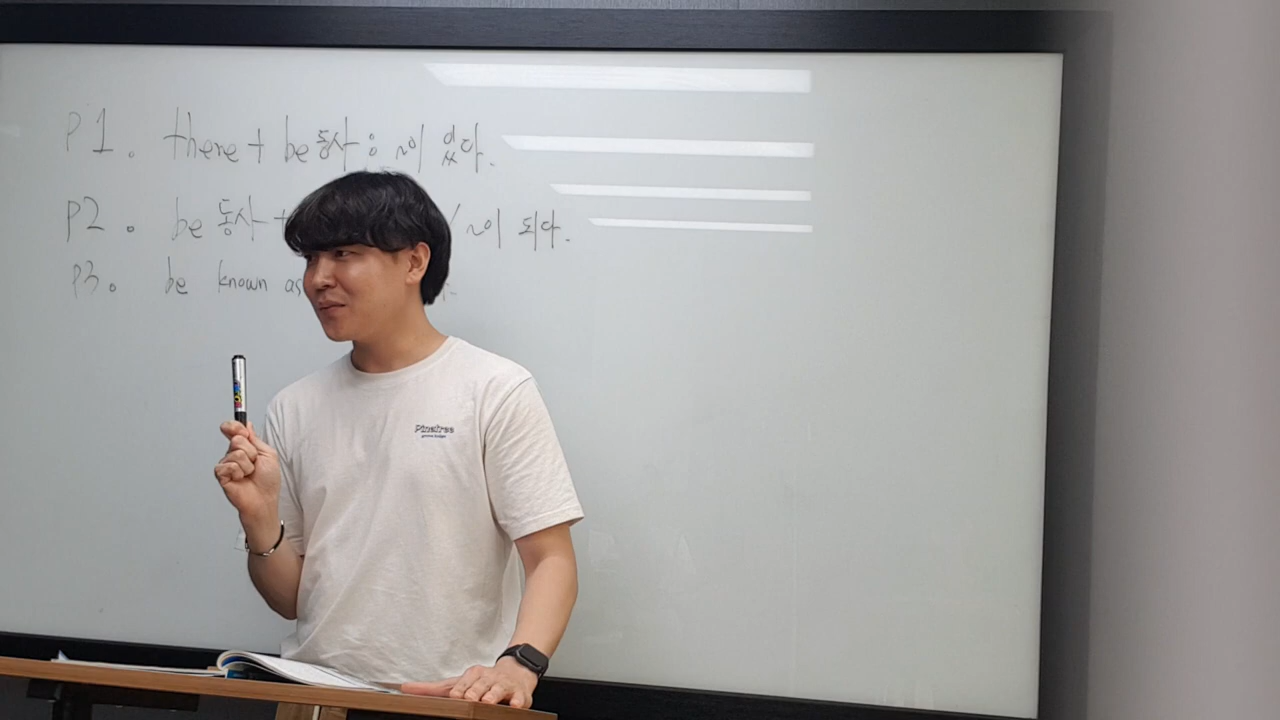 P1. there + be동사 : ~이 있다.
P2. be동사 + / ~이 되다.
P3. be known as
Pinetree